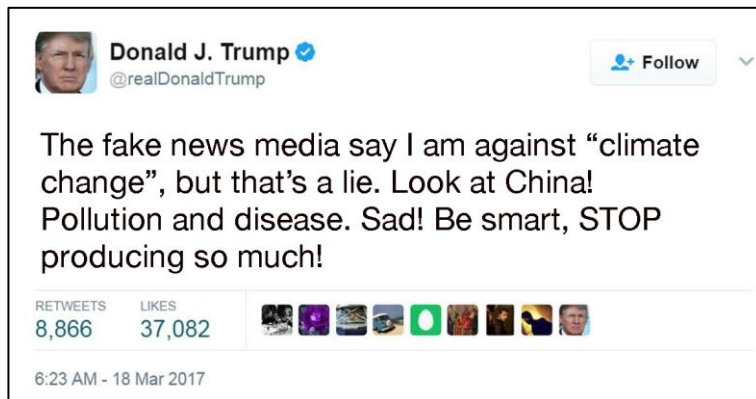 Donald J. Trump
@realDonaldTrump
Follow
The fake news media say I am against “climate
change”, but that’s a lie. Look at China!
Pollution and disease. Sad! Be smart, STOP
producing so much!
RETWEETS LIKES
8,866 37,082
6:23 AM - 18 Mar 2017